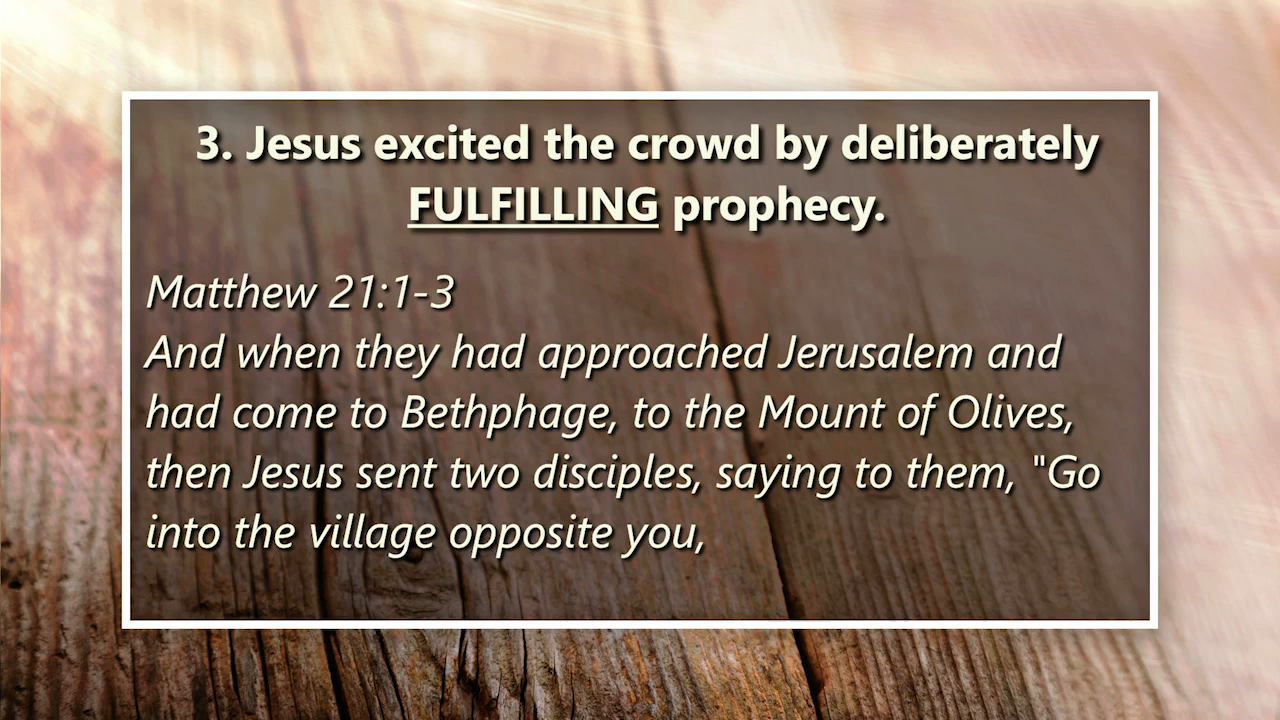 3. Jesus excited the crowd by deliberately
FULFILLING prophecy.
Matthew 21:1-3
And when they had approached Jerusalem and
had come to Bethphage, to the Mount of Olives,
then Jesus sent two disciples, saying to them, "Go
into the village opposite you,